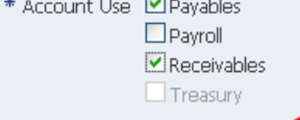 * Account Use Payables
Payroll
Receivables
Treasury